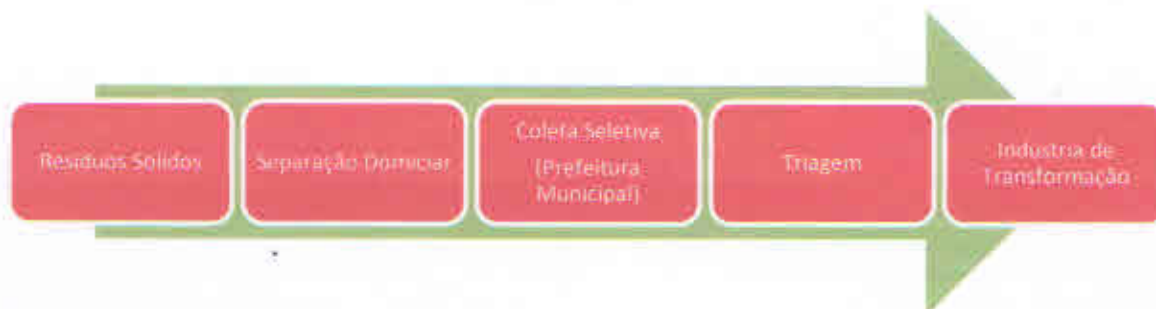 Resíduos Sólidos
Separação Domiciar
Coleta Seletiva
(Prefeitura
Municipal)
Triagem
Industria de
Transformação